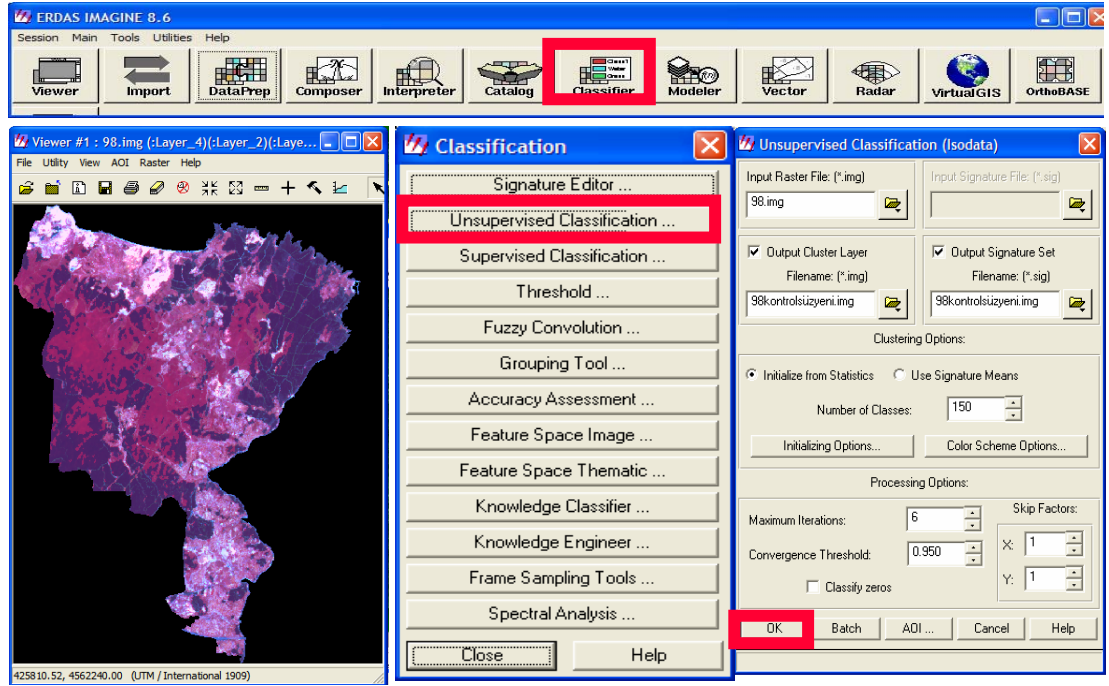 ERDAS IMAGINE 8.6
Session Main Tools Utilities Help
Viewer Import DataPrep Composer Interpreter Catalog Classifier Modeler Vector Radar VirtualGIS OrthoBASE
Viewer #1 : 98.img (:Layer_4)(:Layer_2)(:Laye...
File Utility View AOI Raster Help
425810.52, 4562240.00 (UTM / International 1909)
Classification
Signature Editor ...
Unsupervised Classification ...
Supervised Classification ...
Threshold ...
Fuzzy Convolution ...
Grouping Tool ...
Accuracy Assessment ...
Feature Space Image ...
Feature Space Thematic ...
Knowledge Classifier ...
Knowledge Engineer ...
Frame Sampling Tools ...
Spectral Analysis ...
Close Help
Unsupervised Classification (Isodata)
Input Raster File: (*.img) Input Signature File: (*.sig)
98.img
Output Cluster Layer Output Signature Set
Filename: (*.img) Filename: (*.sig)
98kontrolsüzyeni.img 98kontrolsüzyeni.img
Clustering Options:
Initialize from Statistics Use Signature Means
Number of Classes: 150
Initializing Options... Color Scheme Options...
Processing Options:
Maximum Iterations: 6 Skip Factors:
Convergence Threshold: 0.950 X: 1
Classify zeros Y: 1
OK Batch AOI ... Cancel Help